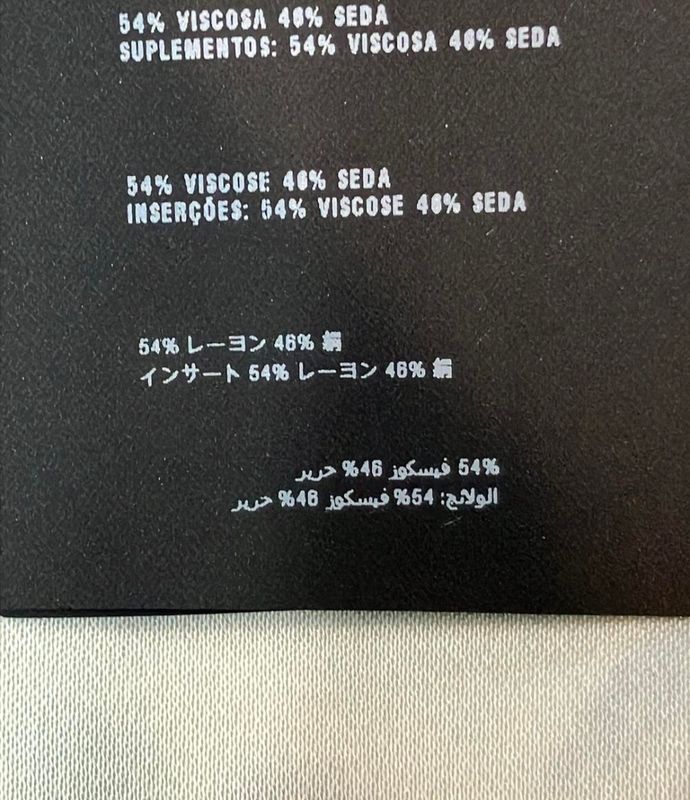 54% VISCOSA 46% SEDA
SUPLEMENTOS: 54% VISCOSA 46% SEDA
54% VISCOSE 46% SEDA
INSERÇÕES: 54% VISCOSE 46% SEDA
54% レーヨン 46% 絹
インサート 54% レーヨン 46% 絹
54% فيسكوز 46% حرير
الولائج: 54% فيسكوز 46% حرير